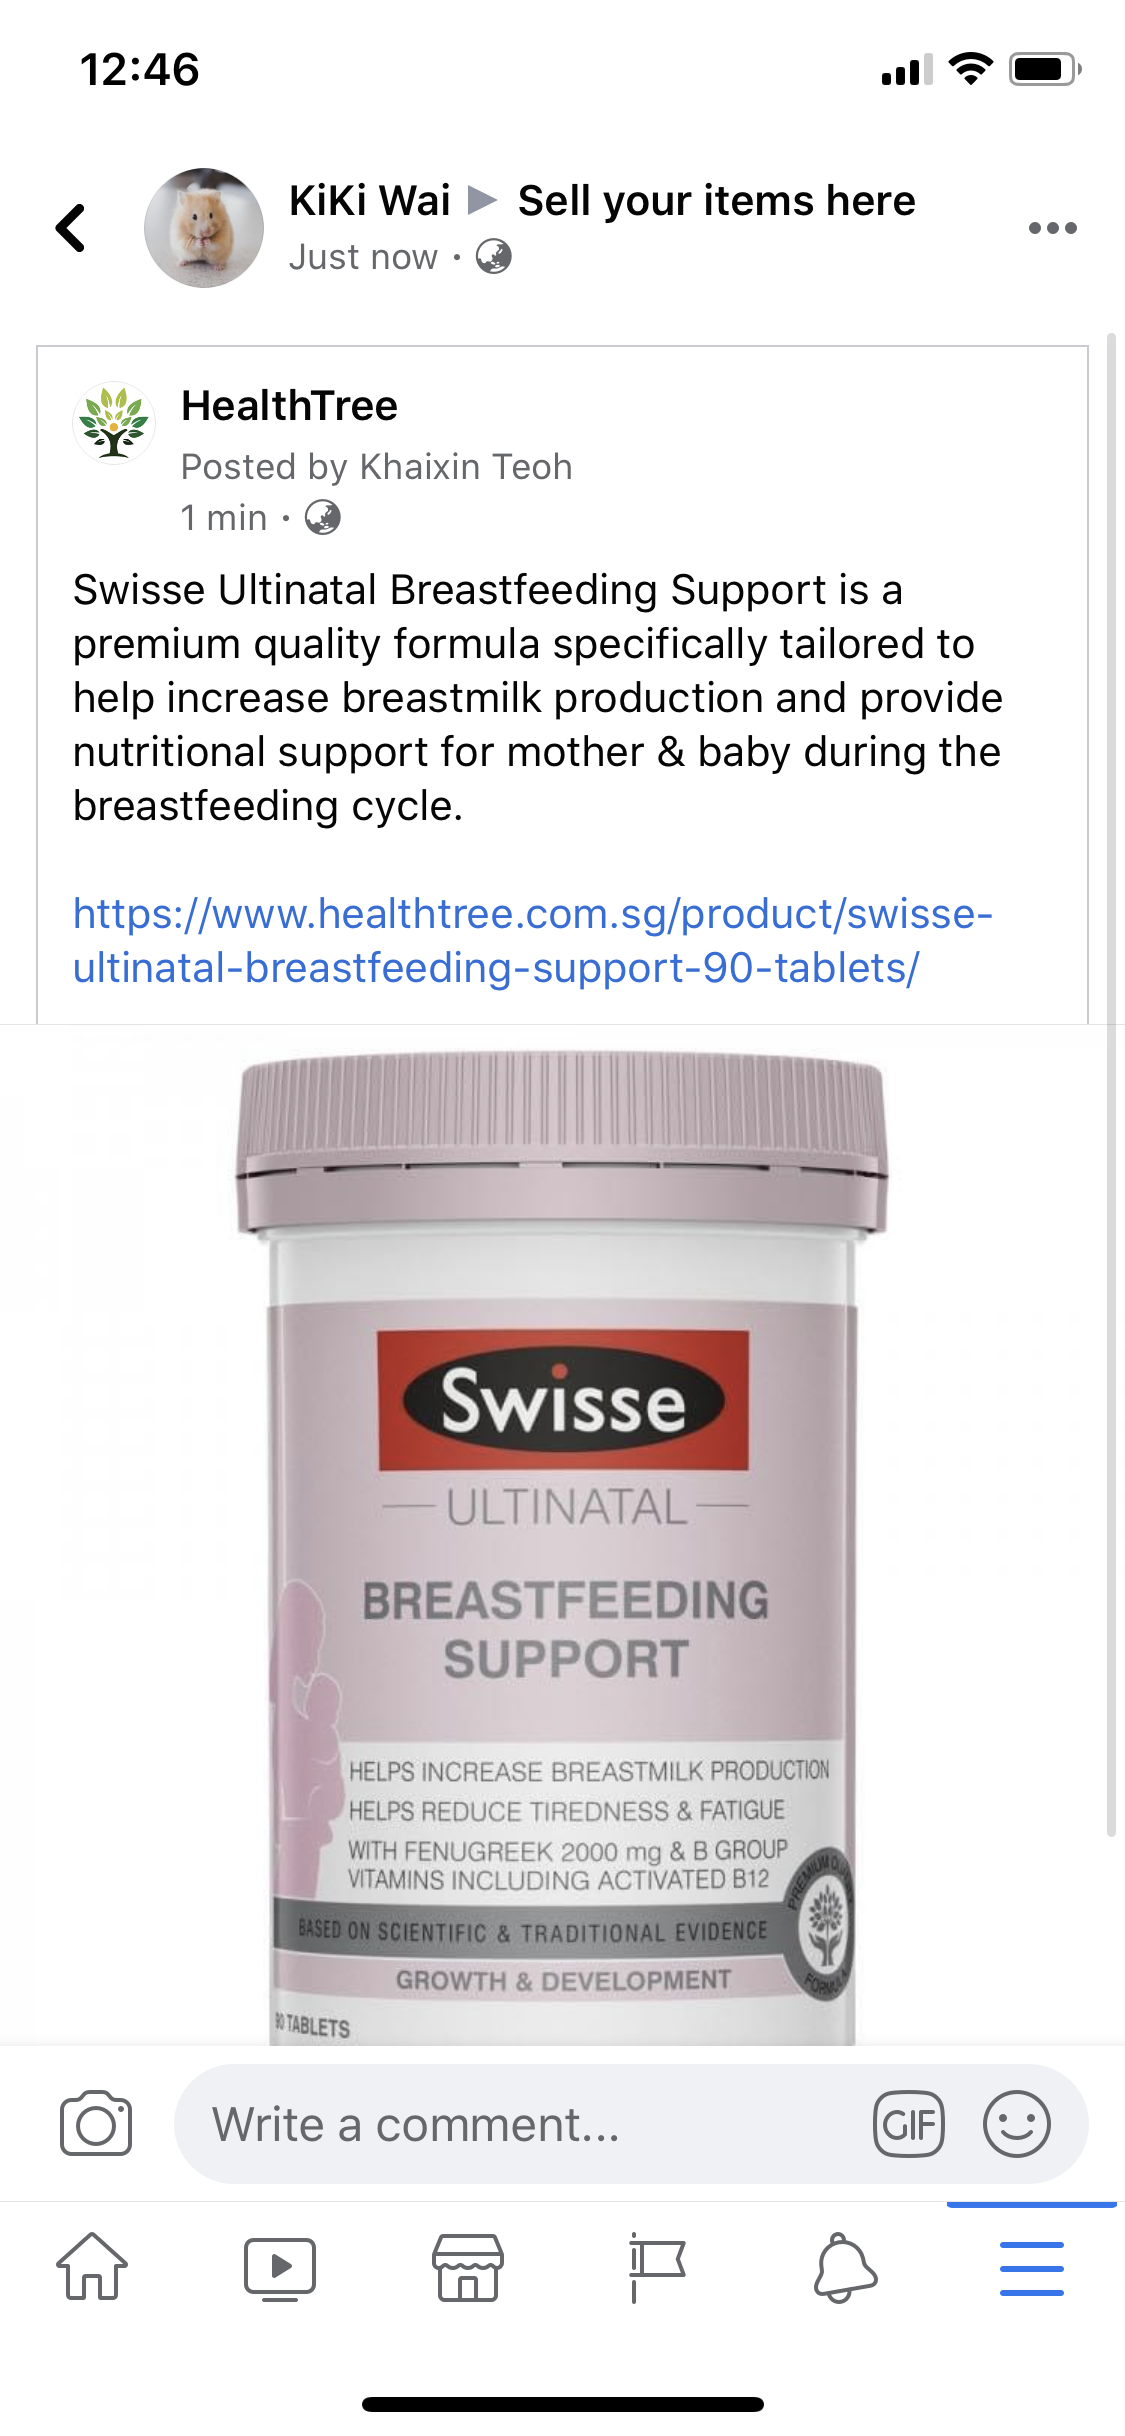 12:46
KiKi Wai ▶ Sell your items here
Just now ·
HealthTree
Posted by Khaixin Teoh
1 min ·
Swisse Ultinatal Breastfeeding Support is a
premium quality formula specifically tailored to
help increase breastmilk production and provide
nutritional support for mother & baby during the
breastfeeding cycle.
https://www.healthtree.com.sg/product/swisse-
ultinatal-breastfeeding-support-90-tablets/
Swisse
ULTINATAL
BREASTFEEDING
SUPPORT
HELPS INCREASE BREASTMILK PRODUCTION
HELPS REDUCE TIREDNESS & FATIGUE
WITH FENUGREEK 2000 mg & B GROUP
VITAMINS INCLUDING ACTIVATED B12
BASED ON SCIENTIFIC & TRADITIONAL EVIDENCE
PREMIUM
FORMULA
GROWTH & DEVELOPMENT
90 TABLETS
Write a comment...
GIF